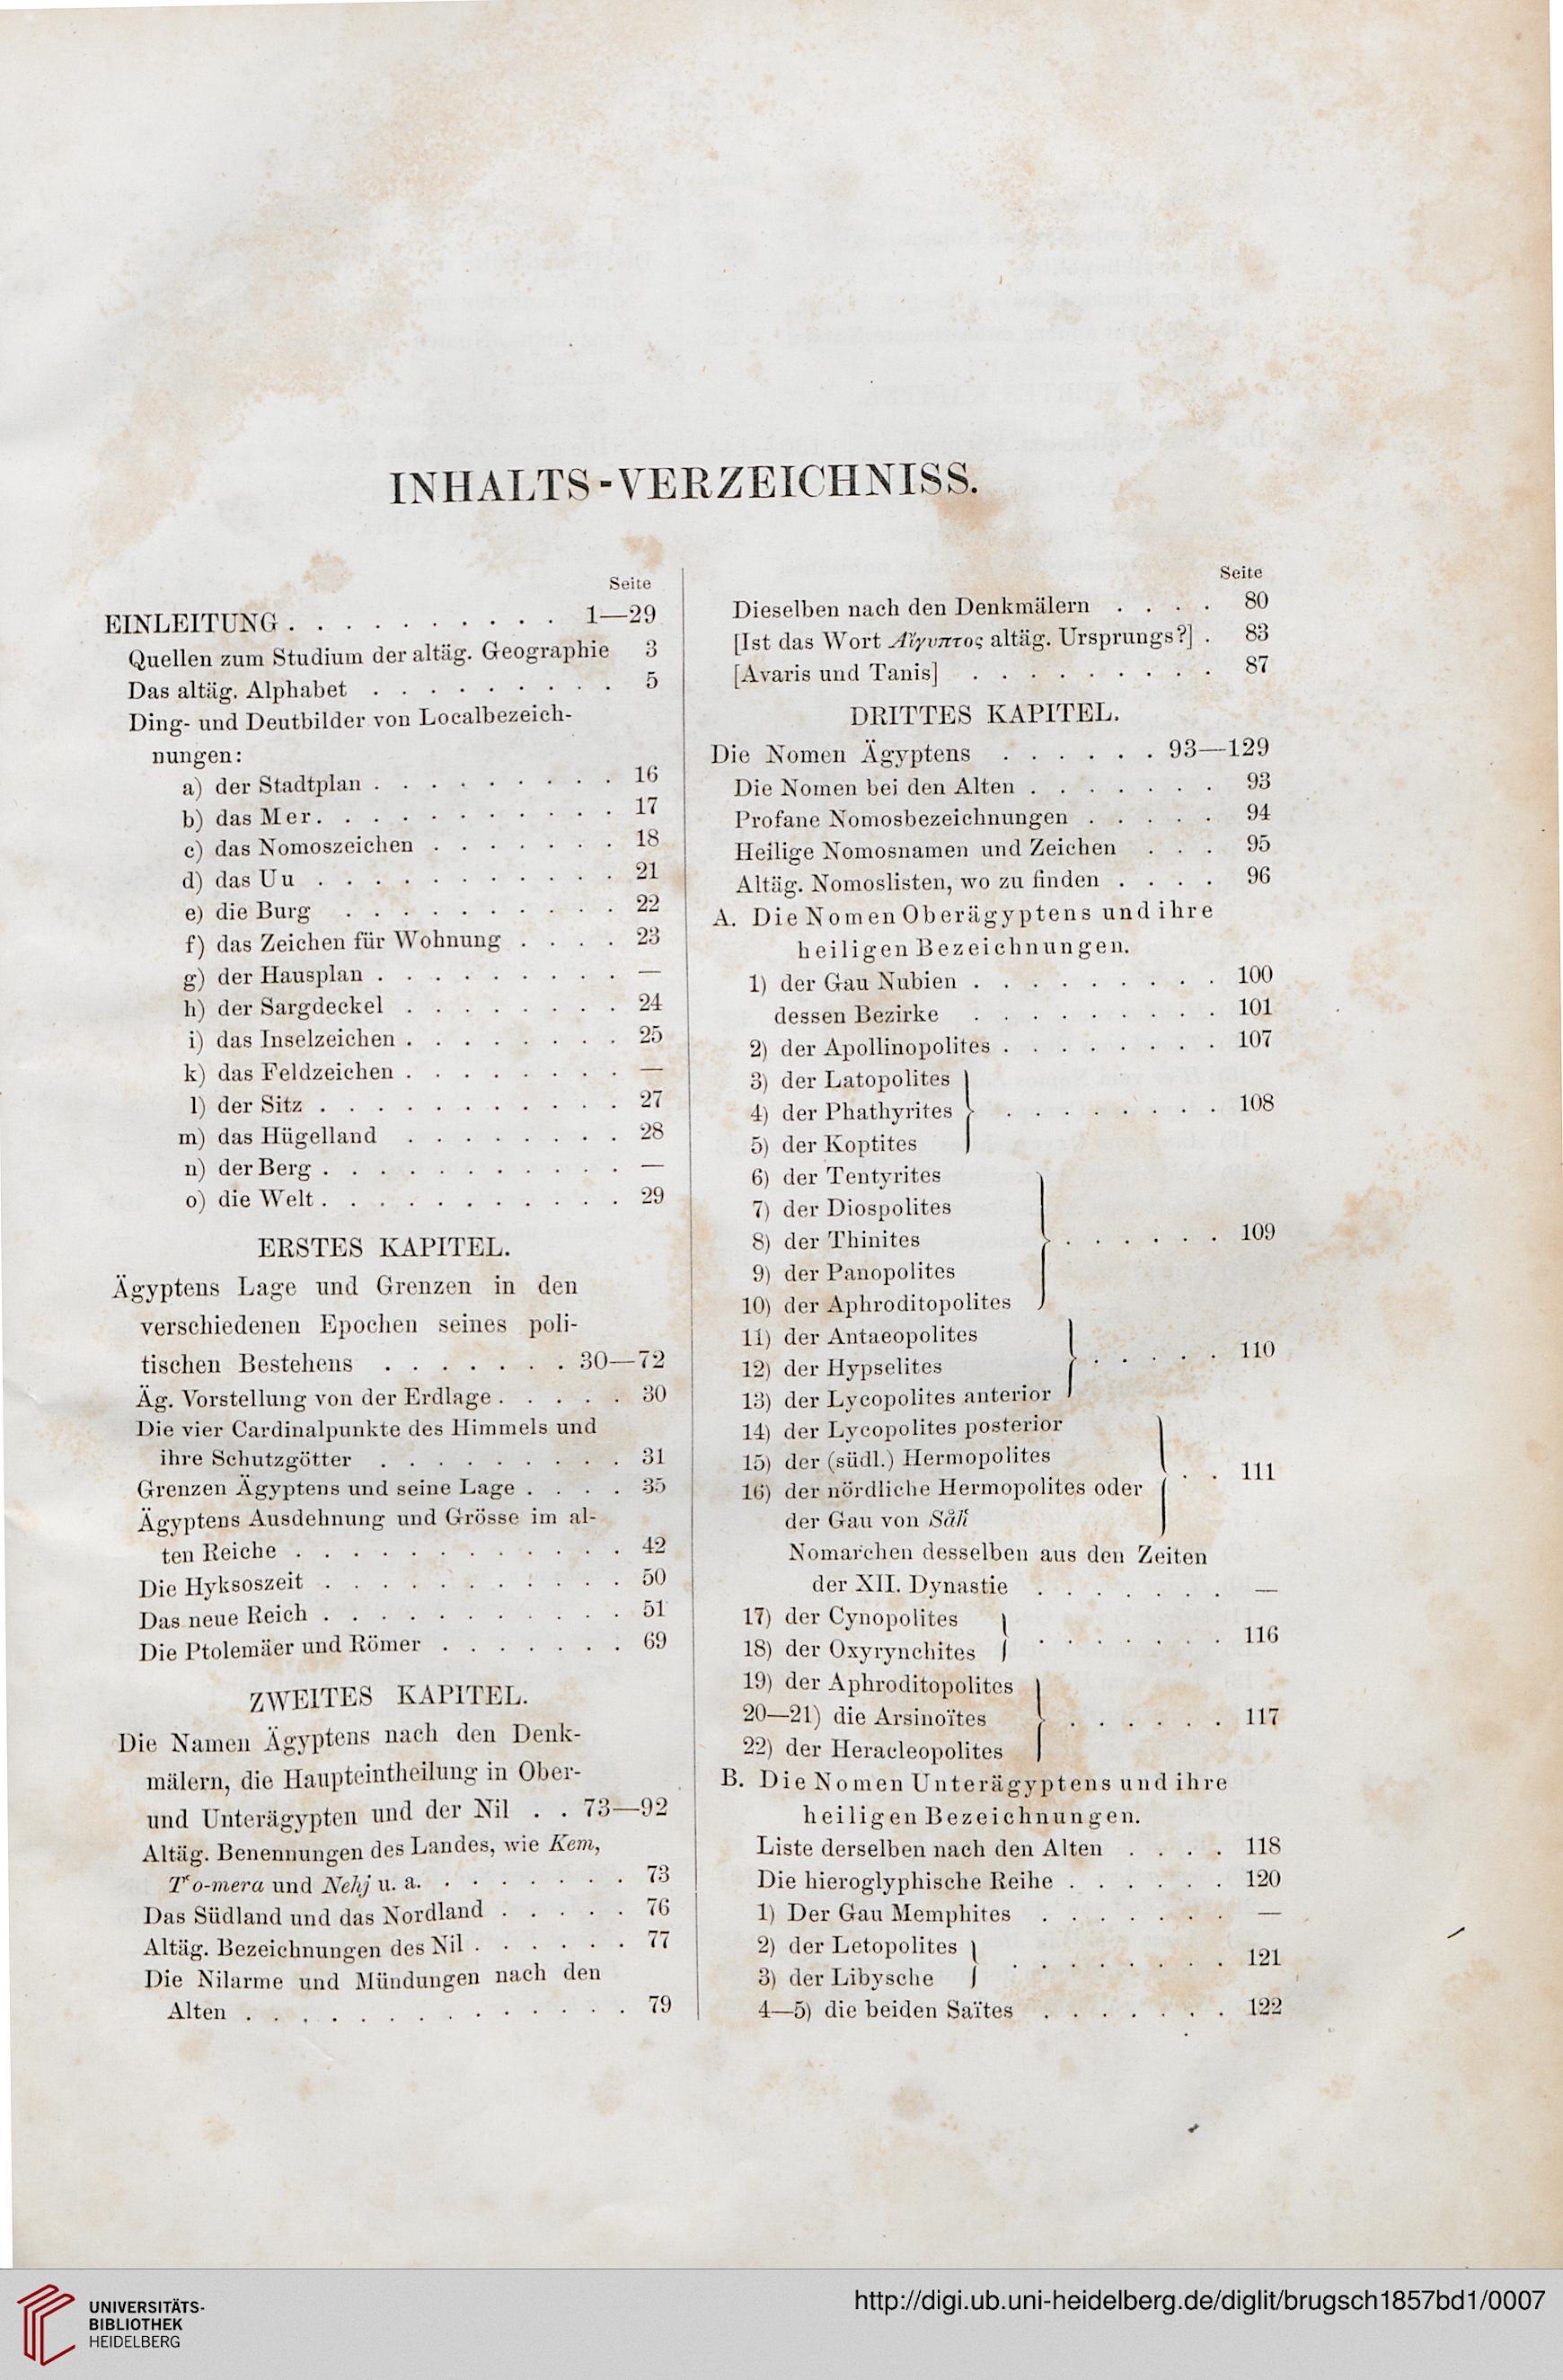 INHALTS-VERZEICHNISS.
Seite
EINLEITUNG . . . . . . . . . . 1—29
Quellen zum Studium der altäg. Geographie 3
Das altäg. Alphabet . . . . . . . . . 5
Ding- und Deutbilder von Localbezeich-
nungen:
a) der Stadtplan . . . . . . . . . 16
b) das Mer . . . . . . . . . . . 17
c) das Nomoszeichen . . . . . . . 18
d) das Uu . . . . . . . . . . . 21
e) die Burg . . . . . . . . . . 22
f) das Zeichen für Wohnung . . . . 23
g) der Hausplan . . . . . . . . . —
h) der Sargdeckel . . . . . . . . 24
i) das Inselzeichen . . . . . . . . 25
k) das Feldzeichen . . . . . . . . —
l) der Sitz . . . . . . . . . . . 27
m) das Hügelland . . . . . . . . 28
n) der Berg . . . . . . . . . . . —
o) die Welt . . . . . . . . . . . 29
ERSTES KAPITEL.
Ägyptens Lage und Grenzen in den
verschiedenen Epochen seines poli-
tischen Bestehens . . . . . . . 30—72
Äg. Vorstellung von der Erdlage . . . . . 30
Die vier Cardinalpunkte des Himmels und
ihre Schutzgötter . . . . . . . . . 31
Grenzen Ägyptens und seine Lage . . . . 35
Ägyptens Ausdehnung und Grösse im al-
ten Reiche . . . . . . . . . . . . 42
Die Hyksoszeit . . . . . . . . . . . 50
Das neue Reich . . . . . . . . . . . 51
Die Ptolemäer und Römer . . . . . . . 69
ZWEITES KAPITEL.
Die Namen Ägyptens nach den Denk-
mälern, die Haupteintheilung in Ober-
und Unterägypten und der Nil . . 73—92
Altäg. Benennungen des Landes, wie Kem,
T‘o-mera und Nehj u. a. . . . . . . . 73
Das Südland und das Nordland . . . . . 76
Altäg. Bezeichnungen des Nil . . . . . . 77
Die Nilarme und Mündungen nach den
Alten . . . . . . . . . . . . . . 79
Seite
Dieselben nach den Denkmälern . . . . 80
[Ist das Wort Αἴγυπτος altäg. Ursprungs?] . 83
[Avaris und Tanis] . . . . . . . . . 87
DRITTES KAPITEL.
Die Nomen Ägyptens . . . . . . 93—129
Die Nomen bei den Alten . . . . . . . 93
Profane Nomosbezeichnungen . . . . . 94
Heilige Nomosnamen und Zeichen . . . 95
Altäg. Nomoslisten, wo zu finden . . . . 96
A. Die Nomen Oberägyptens und ihre
heiligen Bezeichnungen.
1) der Gau Nubien . . . . . . . . . 100
dessen Bezirke . . . . . . . . . 101
2) der Apollinopolites . . . . . . . . 107
3) der Latopolites
4) der Phathyrites . . . . . . . . 108
5) der Koptites
6) der Tentyrites
7) der Diospolites
8) der Thinites . . . . . . 109
9) der Panopolites
10) der Aphroditopolites
11) der Antaeopolites
12) der Hypselites . . . . . 110
13) der Lycopolites anterior
14) der Lycopolites posterior
15) der (südl.) Hermopolites . . 111
16) der nördliche Hermopolites oder
der Gau von Såh
Nomarchen desselben aus den Zeiten
der XII. Dynastie . . . . . . . —
17) der Cynopolites
18) der Oxyrynchites . . . . . . . 116
19) der Aphroditopolites
20—21) die Arsinoïtes . . . . . . 117
22) der Heracleopolites
B. Die Nomen Unterägyptens und ihre
heiligen Bezeichnungen.
Liste derselben nach den Alten . . . . 118
Die hieroglyphische Reihe . . . . . . 120
1) Der Gau Memphites . . . . . . . —
2) der Letopolites
3) der Libysche . . . . . . . . 121
4—5) die beiden Saïtes . . . . . . . 122
UNIVERSITÄTS-
BIBLIOTHEK
HEIDELBERG
http://digi.ub.uni-heidelberg.de/diglit/brugsch1857bd1/0007